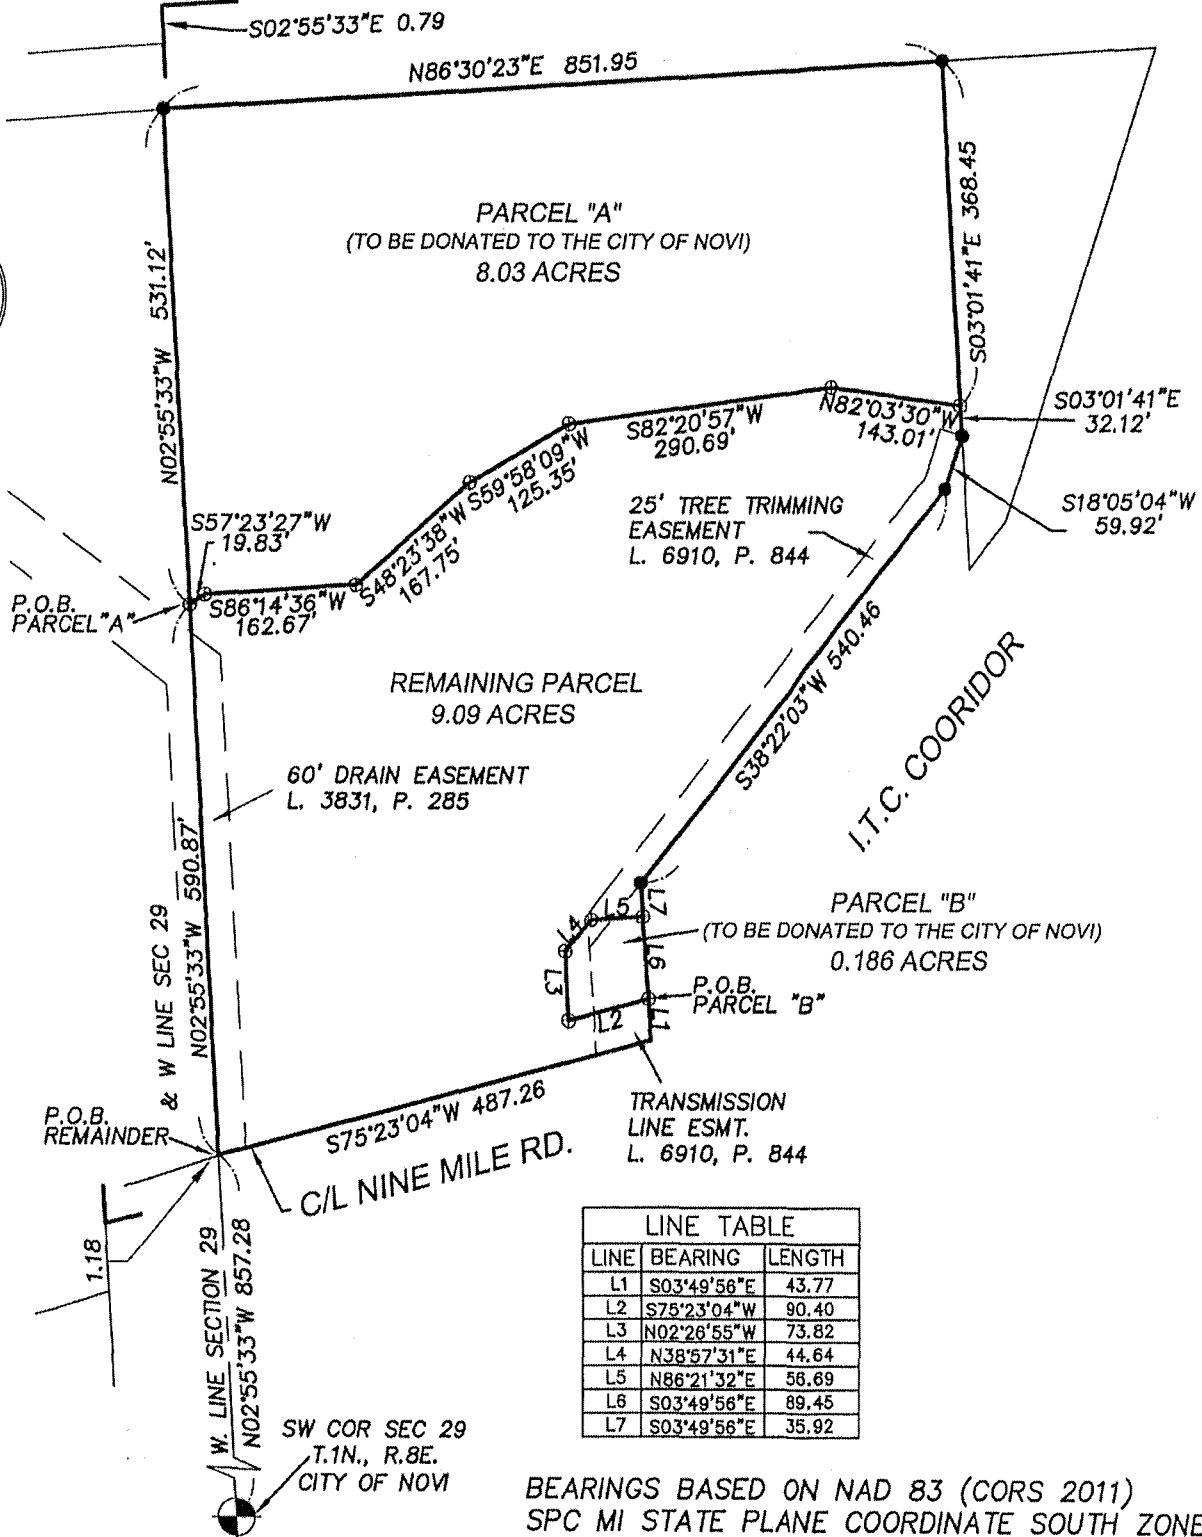 S02°55'33"E 0.79
N86°30'23"E 851.95
S03°01'41"E 368.45
PARCEL "A"
(TO BE DONATED TO THE CITY OF NOVI)
8.03 ACRES
N02°55'33"W 531.12'
S03°01'41"E
32.12'
N82°03'30"W
143.01'
S82°20'57"W
290.69'
S59°58'09"W
125.35'
S48°23'38"W
167.75'
S57°23'27"W
19.83'
S86°14'36"W
162.67'
25' TREE TRIMMING
EASEMENT
L. 6910, P. 844
S18°05'04"W
59.92'
P.O.B.
PARCEL"A"
REMAINING PARCEL
9.09 ACRES
S38°22'03"W 540.46
I.T.C. COORIDOR
60' DRAIN EASEMENT
L. 3831, P. 285
& W LINE SEC 29
N02°55'33"W 590.87'
L7
L5
L4
L6
L3
L2
L1
PARCEL "B"
(TO BE DONATED TO THE CITY OF NOVI)
0.186 ACRES
P.O.B.
PARCEL "B"
P.O.B.
REMAINDER
S75°23'04"W 487.26
C/L NINE MILE RD.
TRANSMISSION
LINE ESMT.
L. 6910, P. 844
1.18
W. LINE SECTION 29
N02°55'33"W 857.28
LINE TABLE
LINE BEARING LENGTH
L1 S03°49'56"E 43.77
L2 S75°23'04"W 90.40
L3 N02°26'55"W 73.82
L4 N38°57'31"E 44.64
L5 N86°21'32"E 56.69
L6 S03°49'56"E 89.45
L7 S03°49'56"E 35.92
SW COR SEC 29
T.1N., R.8E.
CITY OF NOVI
BEARINGS BASED ON NAD 83 (CORS 2011)
SPC MI STATE PLANE COORDINATE SOUTH ZONE